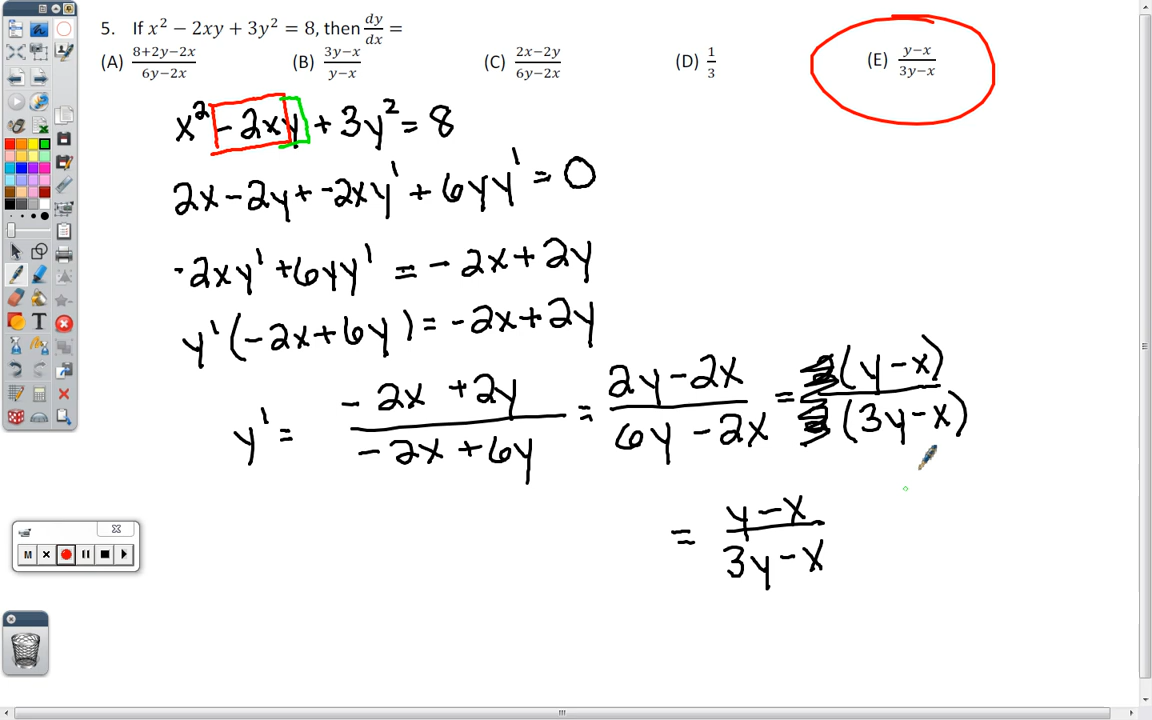 5. If x² − 2xy + 3y² = 8, then dy/dx =
(A) 8+2y−2x/6y−2x (B) 3y−x/y−x (C) 2x−2y/6y−2x (D) 1/3 (E) y−x/3y−x
x² - 2xy + 3y² = 8
2x - 2y + -2xy' + 6yy' = 0
-2xy' + 6yy' = -2x + 2y
y'(-2x + 6y) = -2x + 2y
y' = -2x + 2y/-2x + 6y = 2y - 2x/6y - 2x = 2(y - x)/2(3y - x)
= y - x/3y - x
M
T